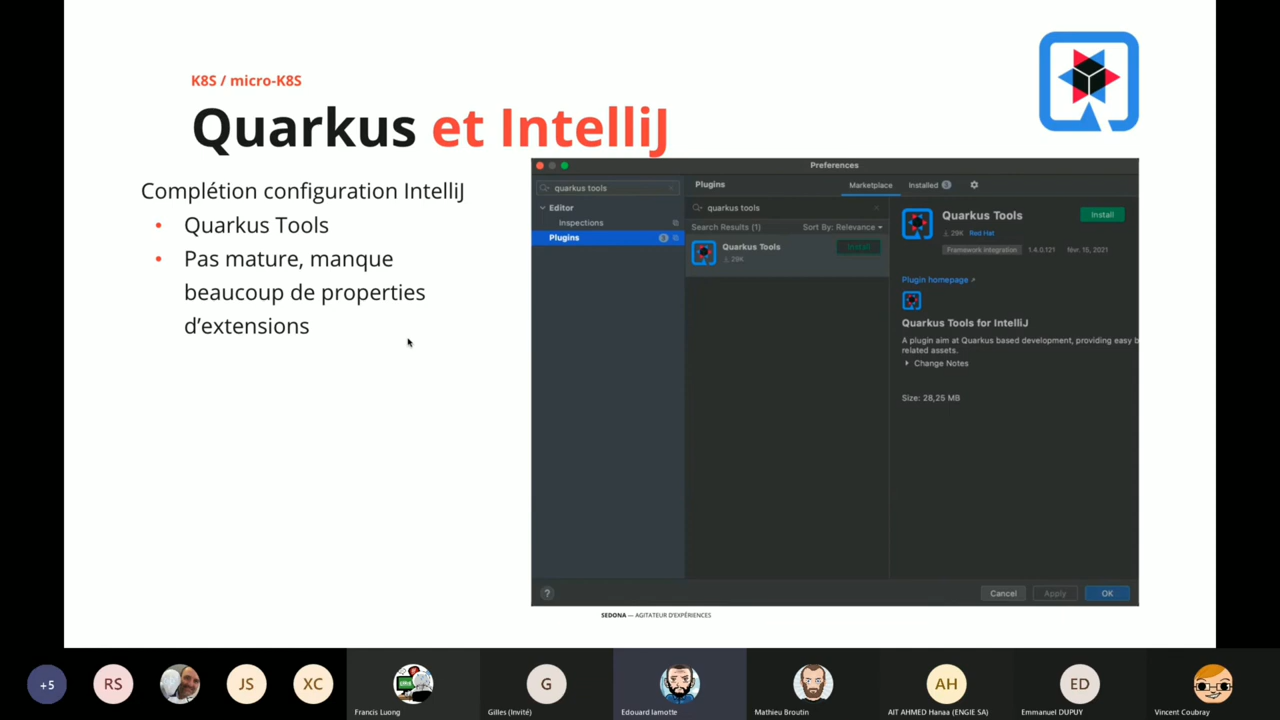 K8S / micro-K8S
Quarkus et IntelliJ
Complétion configuration IntelliJ
• Quarkus Tools
• Pas mature, manque
beaucoup de properties
d'extensions
Preferences
quarkus tools
Editor
Inspections
Plugins 3
Plugins
Marketplace
Installed 3
quarkus tools
Search Results (1)
Sort By: Relevance
Quarkus Tools
29K
Install
Quarkus Tools
Install
29K Red Hat
Framework integration 1.4.0.121 févr. 15, 2021
Plugin homepage
Quarkus Tools for IntelliJ
A plugin aim at Quarkus based development, providing easy b
related assets.
Change Notes
Size: 28,25 MB
?
Cancel
Apply
OK
SEDONA — AGITATEUR D'EXPÉRIENCES
+5
RS
JS
XC
Francis Luong
G
Gilles (Invité)
Edouard lamotte
Mathieu Broutin
AH
AIT AHMED Hanaa (ENGIE SA)
ED
Emmanuel DUPUY
Vincent Coubray